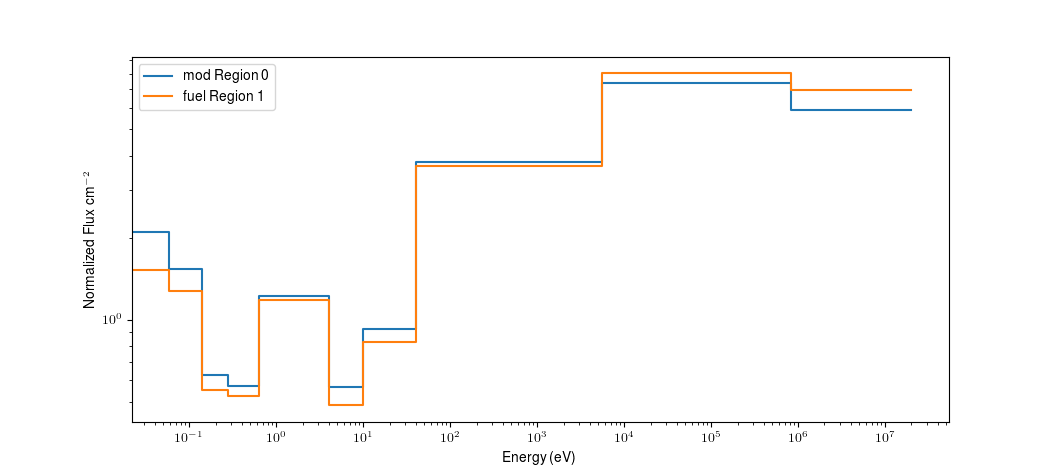 mod Region 0
fuel Region 1
Normalized Flux cm⁻²
10⁰
10⁻¹ 10⁰ 10¹ 10² 10³ 10⁴ 10⁵ 10⁶ 10⁷
Energy (eV)